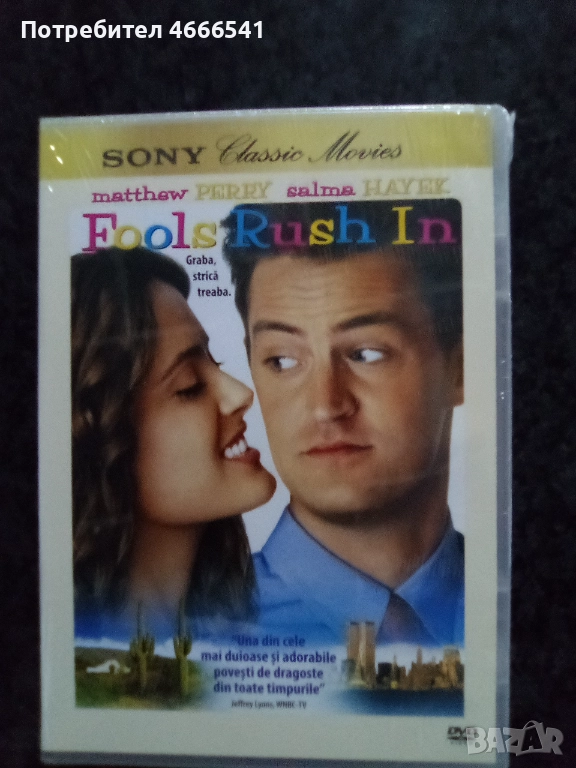 Потребител 4666541
SONY Classic Movies
matthew PERRY salma HAYEK
Fools Rush In
Graba,
strică
treaba.
"Una din cele
mai duioase și adorabile
povești de dragoste
din toate timpurile"
Jeffrey Lyons, WNBC-TV
DVD
BAZAR